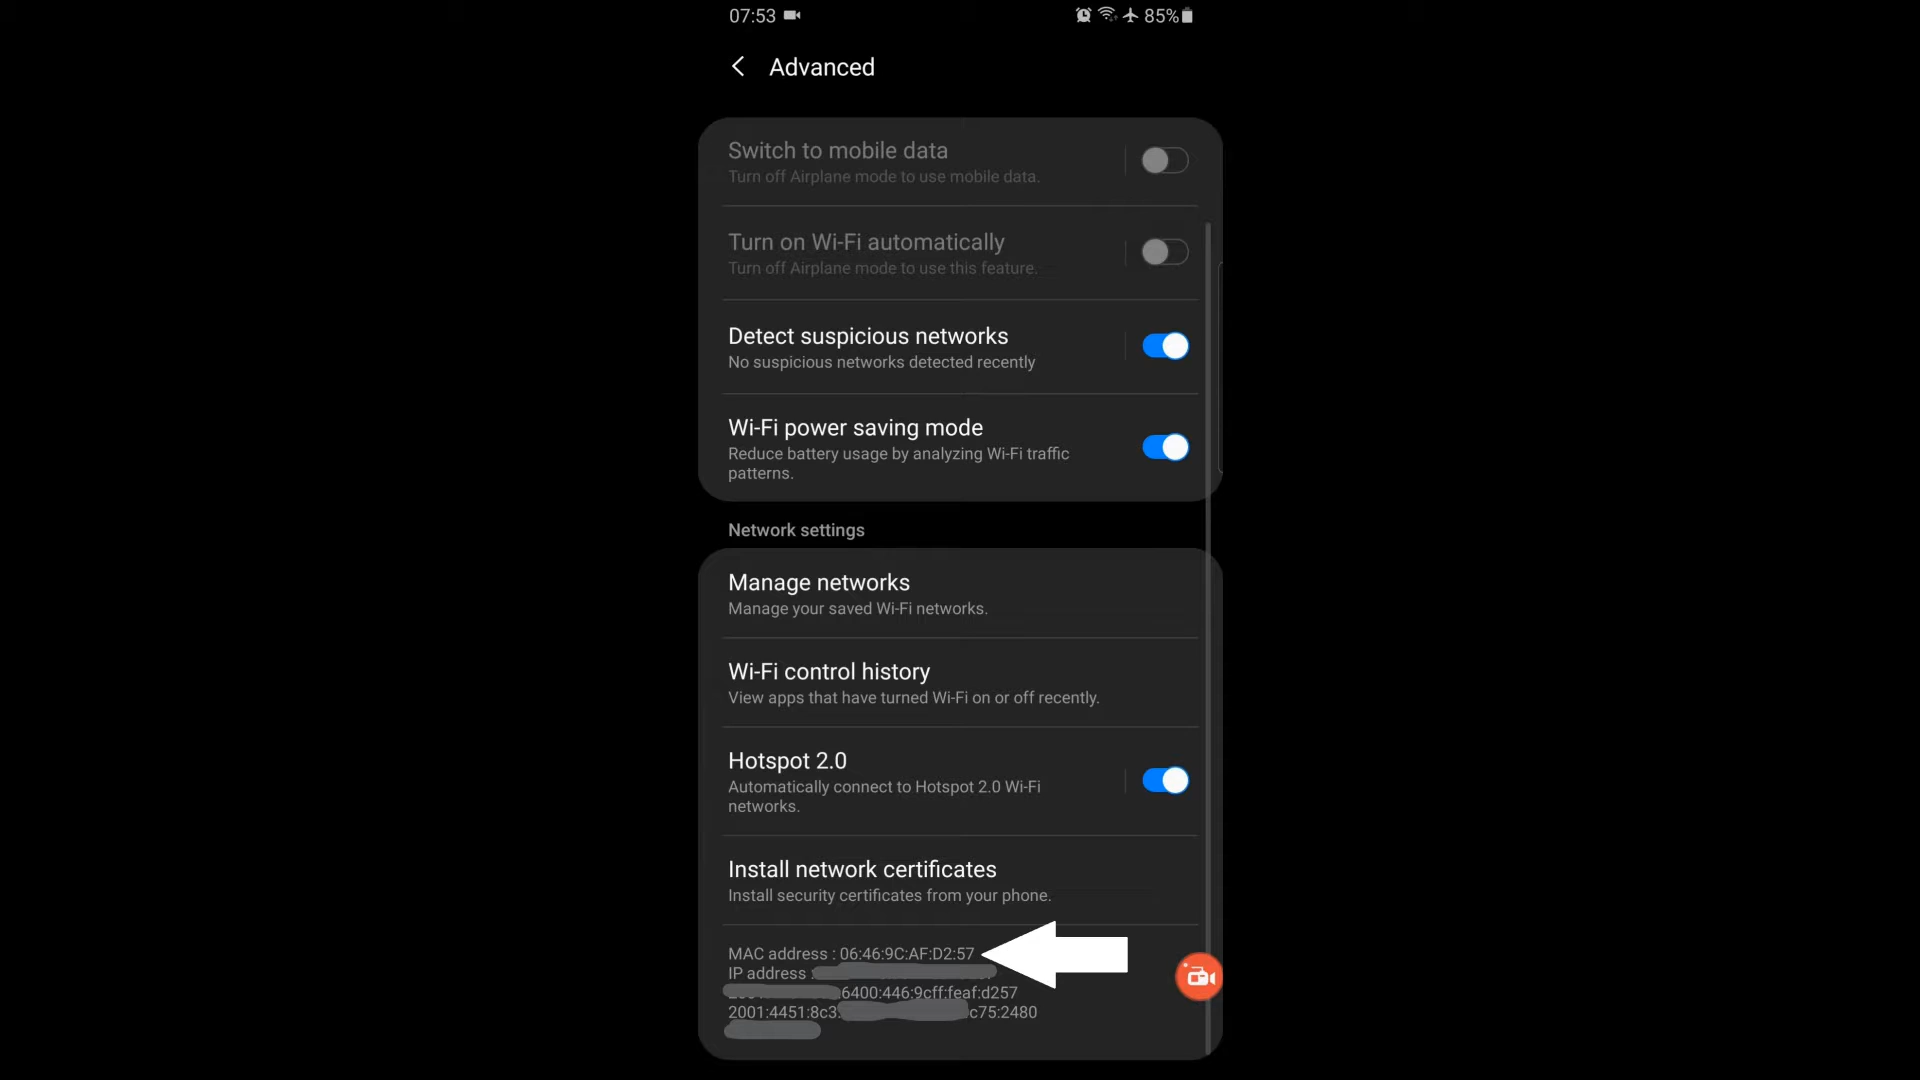 07:53
85%
Advanced
Switch to mobile data
Turn off Airplane mode to use mobile data.
Turn on Wi-Fi automatically
Turn off Airplane mode to use this feature.
Detect suspicious networks
No suspicious networks detected recently
Wi-Fi power saving mode
Reduce battery usage by analyzing Wi-Fi traffic
patterns.
Network settings
Manage networks
Manage your saved Wi-Fi networks.
Wi-Fi control history
View apps that have turned Wi-Fi on or off recently.
Hotspot 2.0
Automatically connect to Hotspot 2.0 Wi-Fi
networks.
Install network certificates
Install security certificates from your phone.
MAC address : 06:46:9C:AF:D2:57
IP address :
6400:446:9cff:feaf:d257
2001:4451:8c3 c75:2480